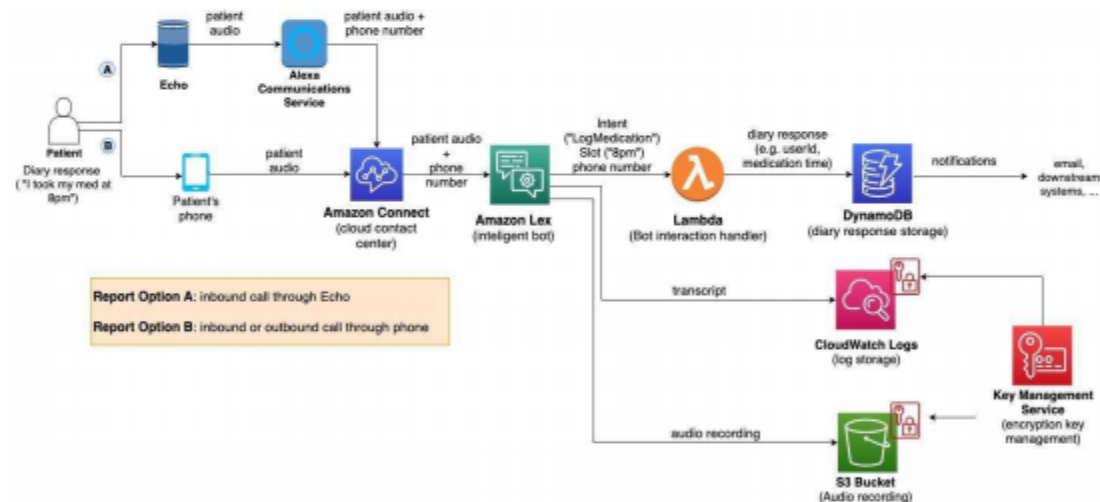 patient
audio
patient audio +
phone number
A
Echo
Alexa
Communications
Service
B
Patient
Diary response
( "I took my med at
8pm")
patient
audio
Patient's
phone
Amazon Connect
(cloud contact
center)
patient audio
+
phone
number
Amazon Lex
(inteligent bot)
Intent
("LogMedication")
Slot ("8pm")
phone number
λ
Lambda
(Bot interaction handler)
diary response
(e.g. userId,
medication time)
DynamoDB
(diary response storage)
notifications
email,
downstream
systems, ...
Report Option A: inbound call through Echo
Report Option B: inbound or outbound call through phone
transcript
CloudWatch Logs
(log storage)
Key Management
Service
(encryption key
management)
audio recording
S3 Bucket
(Audio recording)